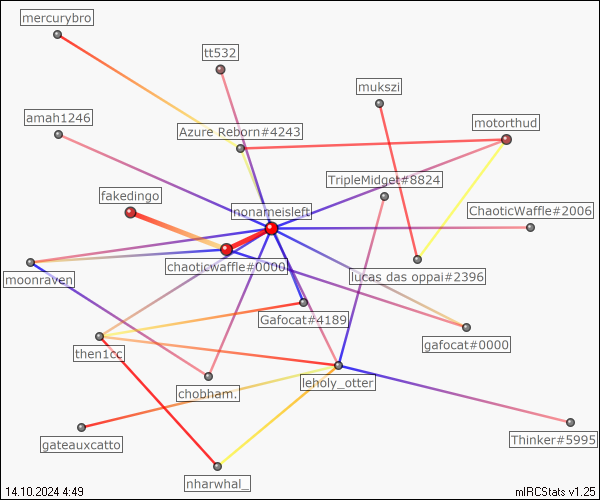 mercurybro
tt532
mukszi
amah1246
Azure Reborn#4243
motorthud
TripleMidget#8824
fakedingo
nonameisleft
ChaoticWaffle#2006
chaoticwaffle#0000
moonraven
lucas das oppai#2396
Gafocat#4189
gafocat#0000
then1cc
leholy_otter
chobham.
gateauxcatto
Thinker#5995
nharwhal_
14.10.2024 4:49
mIRCStats v1.25